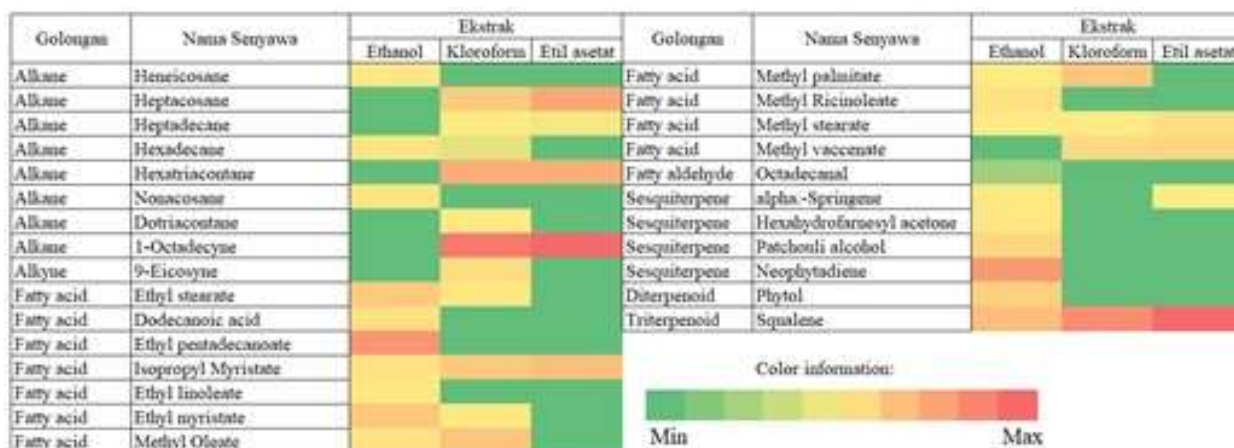 Golongan Nama Senyawa Ekstrak
Ethanol Kloroform Etil asetat
Alkane Heneicosane
Alkane Heptacosane
Alkane Heptadecane
Alkane Hexadecane
Alkane Hexatriacontane
Alkane Nonacosane
Alkane Dotriacontane
Alkane 1-Octadecyne
Alkyne 9-Eicosyne
Fatty acid Ethyl stearate
Fatty acid Dodecanoic acid
Fatty acid Ethyl pentadecanoate
Fatty acid Isopropyl Myristate
Fatty acid Ethyl linoleate
Fatty acid Ethyl myristate
Fatty acid Methyl Oleate
Golongan Nama Senyawa Ekstrak
Ethanol Kloroform Etil asetat
Fatty acid Methyl palmitate
Fatty acid Methyl Ricinoleate
Fatty acid Methyl stearate
Fatty acid Methyl vaccenate
Fatty aldehyde Octadecanal
Sesquiterpene alpha.-Springene
Sesquiterpene Hexahydrofarnesyl acetone
Sesquiterpene Patchouli alcohol
Sesquiterpene Neophytadiene
Diterpenoid Phytol
Triterpenoid Squalene
Color information:
Min Max